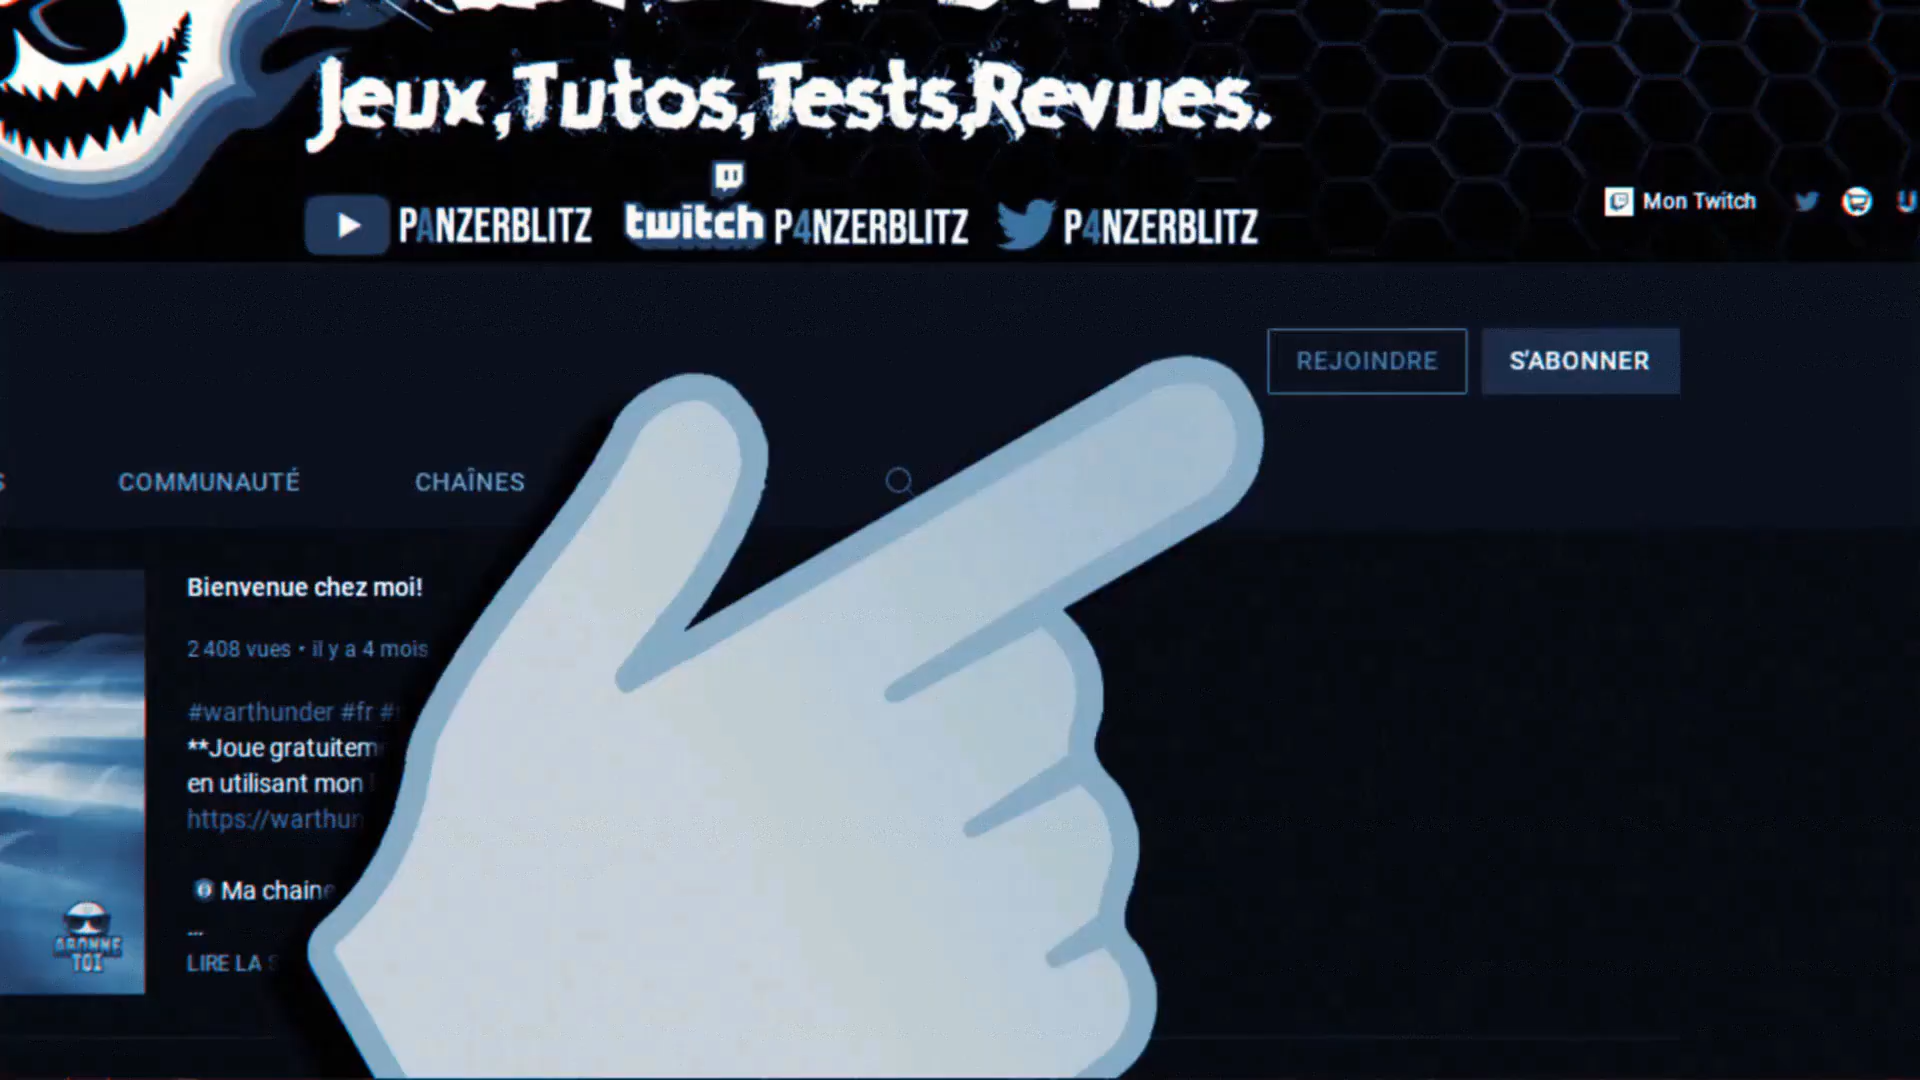 Jeux,Tutos,Tests,Revues.
PANZERBLITZ
twitch P4NZERBLITZ
P4NZERBLITZ
Mon Twitch
REJOINDRE
S'ABONNER
COMMUNAUTÉ
CHAÎNES
Bienvenue chez moi!
2 408 vues • il y a 4 mois
#warthunder #fr #
**Joue gratuitem
en utilisant mon
https://warthun
Ma chaine
...
LIRE LA S
ABONNE
TOI